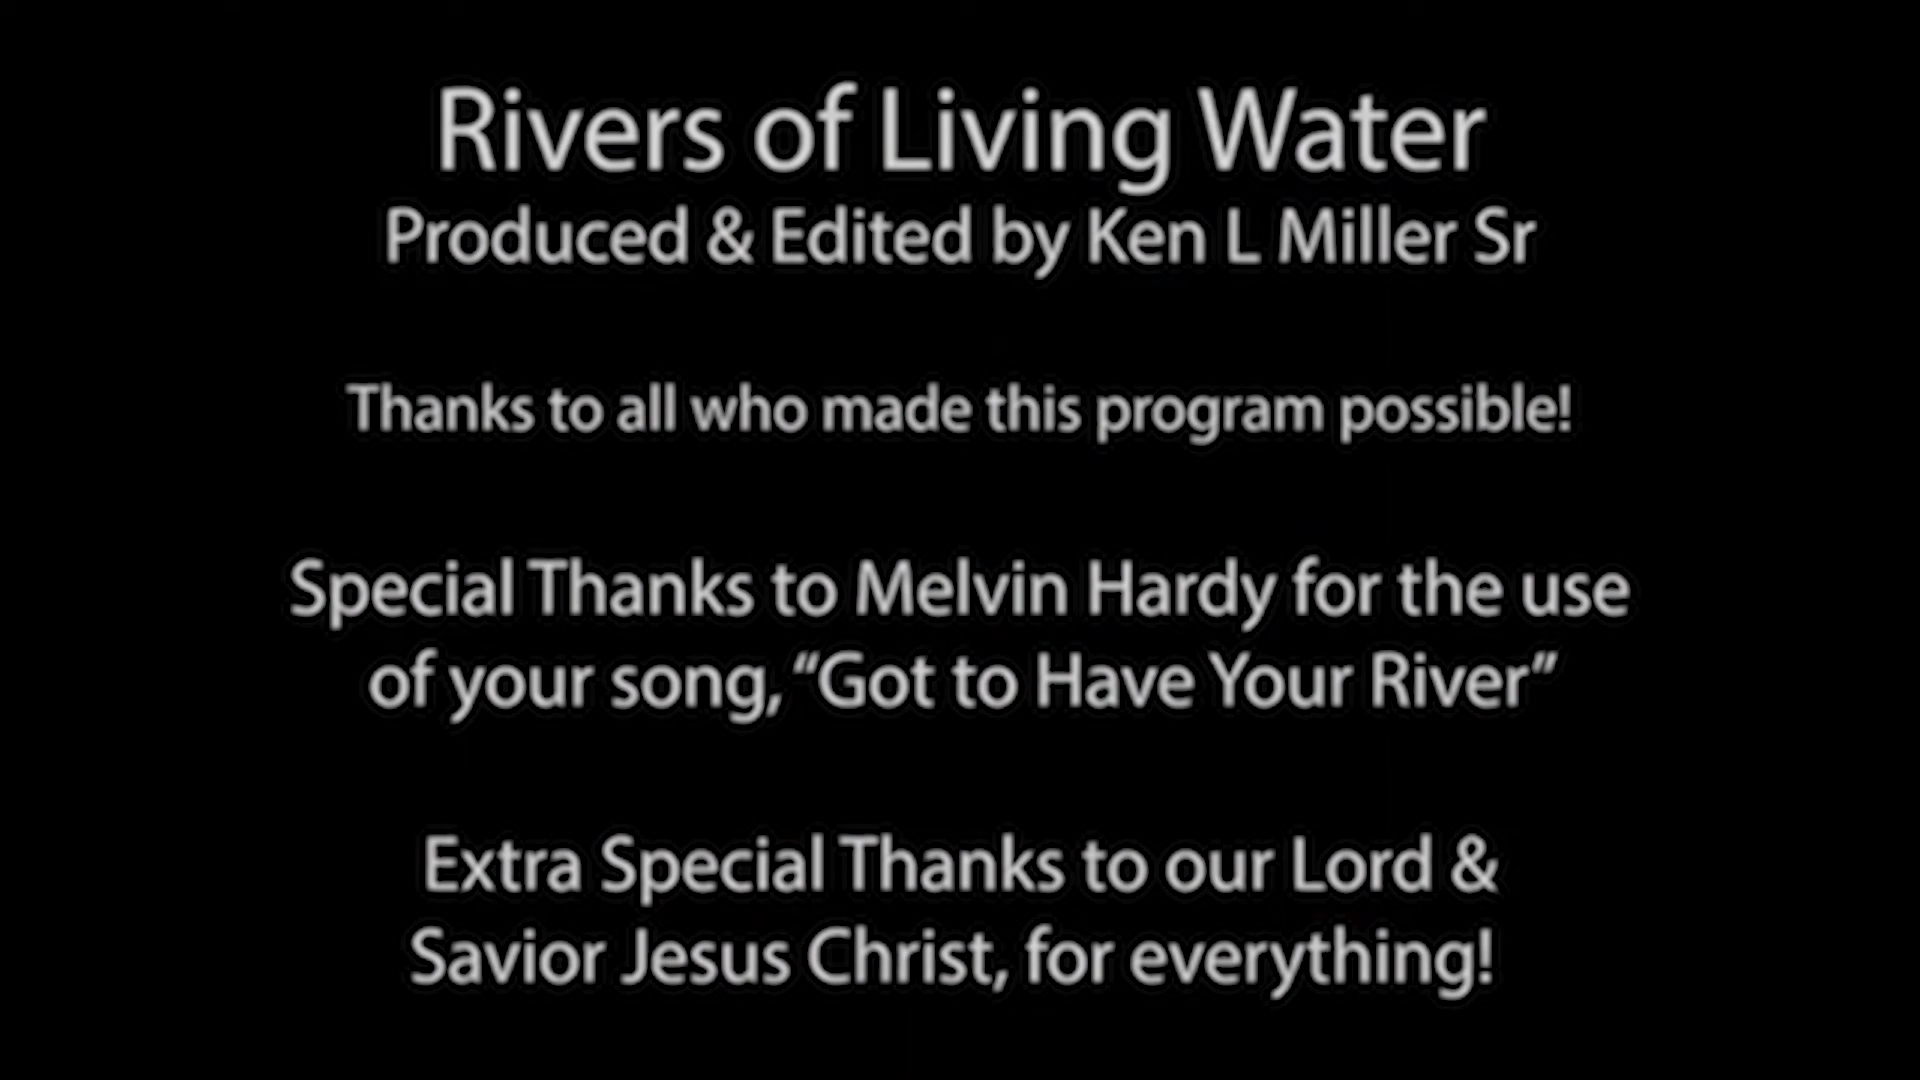 Rivers of Living Water
Produced & Edited by Ken L Miller Sr
Thanks to all who made this program possible!
Special Thanks to Melvin Hardy for the use
of your song, “Got to Have Your River”
Extra Special Thanks to our Lord &
Savior Jesus Christ, for everything!